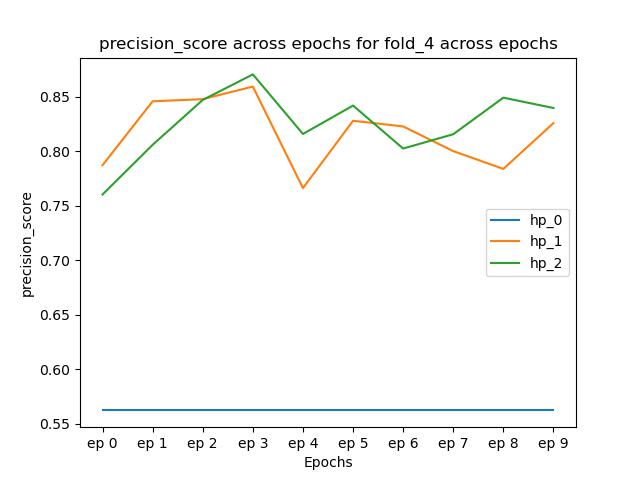 precision_score across epochs for fold_4 across epochs
precision_score
0.85
0.80
0.75
0.70
0.65
0.60
0.55
hp_0
hp_1
hp_2
ep 0 ep 1 ep 2 ep 3 ep 4 ep 5 ep 6 ep 7 ep 8 ep 9
Epochs